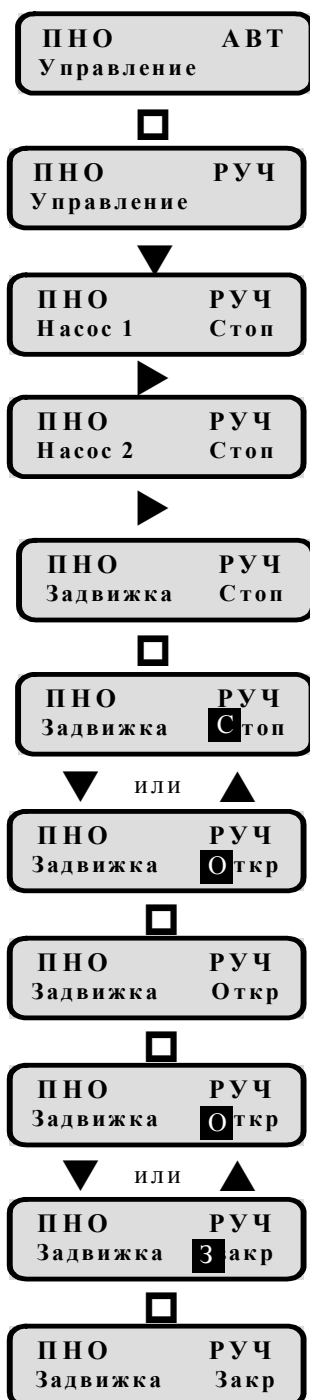 ПНО АВТ
Управление
ПНО РУЧ
Управление
ПНО РУЧ
Насос 1 Стоп
ПНО РУЧ
Насос 2 Стоп
ПНО РУЧ
Задвижка Стоп
ПНО РУЧ
Задвижка Стоп
или
ПНО РУЧ
Задвижка Откр
ПНО РУЧ
Задвижка Откр
ПНО РУЧ
Задвижка Откр
или
ПНО РУЧ
Задвижка Закр
ПНО РУЧ
Задвижка Закр